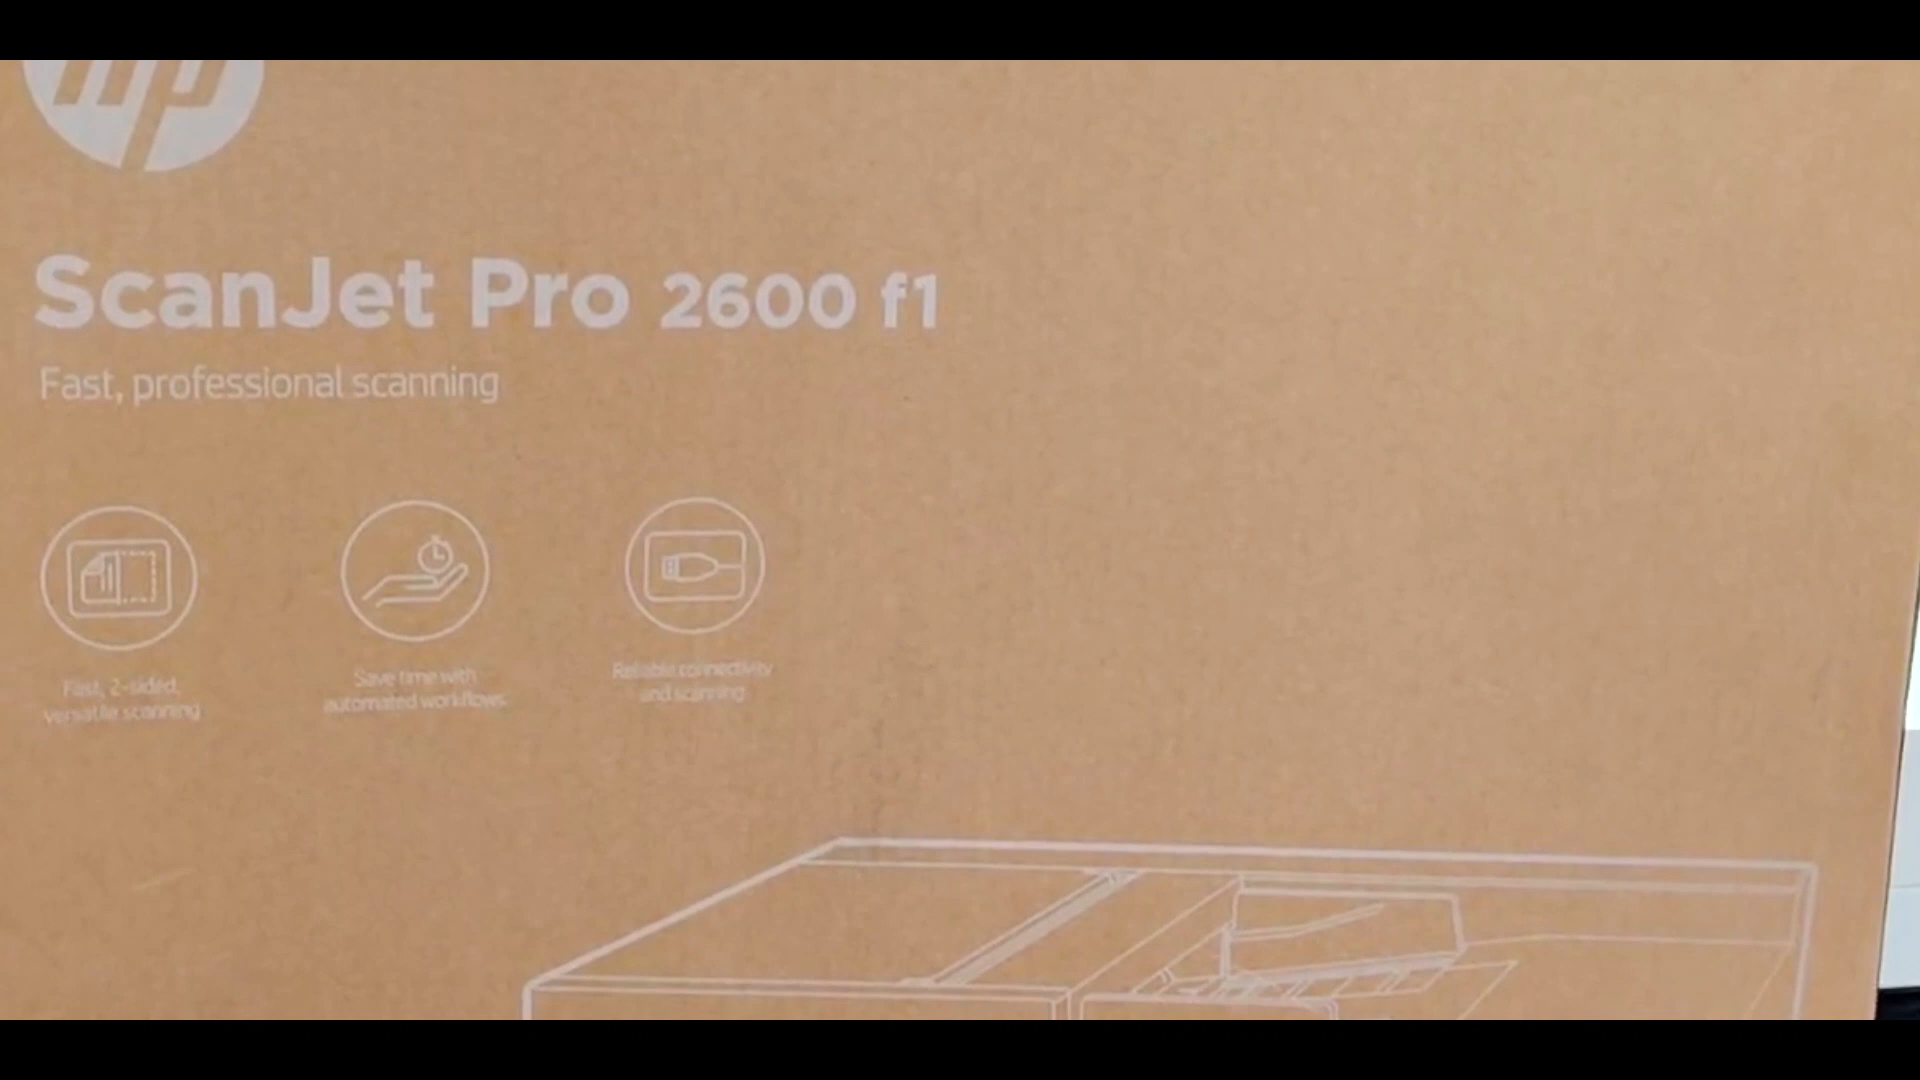 hp
ScanJet Pro 2600 f1
Fast, professional scanning
Fast, 2-sided,
versatile scanning
Save time with
automated workflows
Reliable connectivity
and scanning